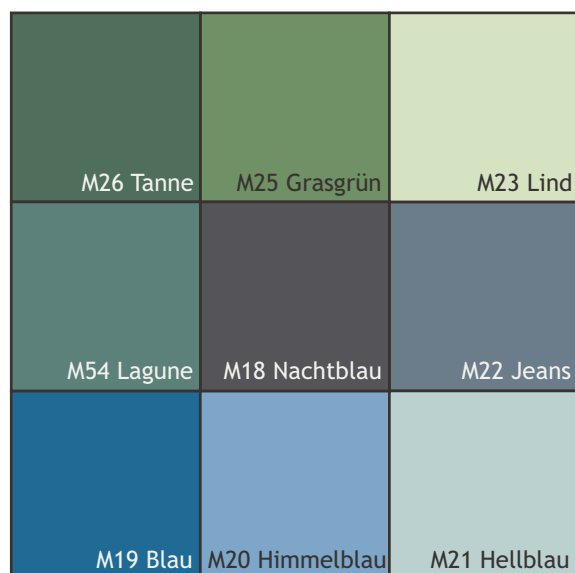 M26 Tanne
M25 Grasgrün
M23 Lind
M54 Lagune
M18 Nachtblau
M22 Jeans
M19 Blau
M20 Himmelblau
M21 Hellblau